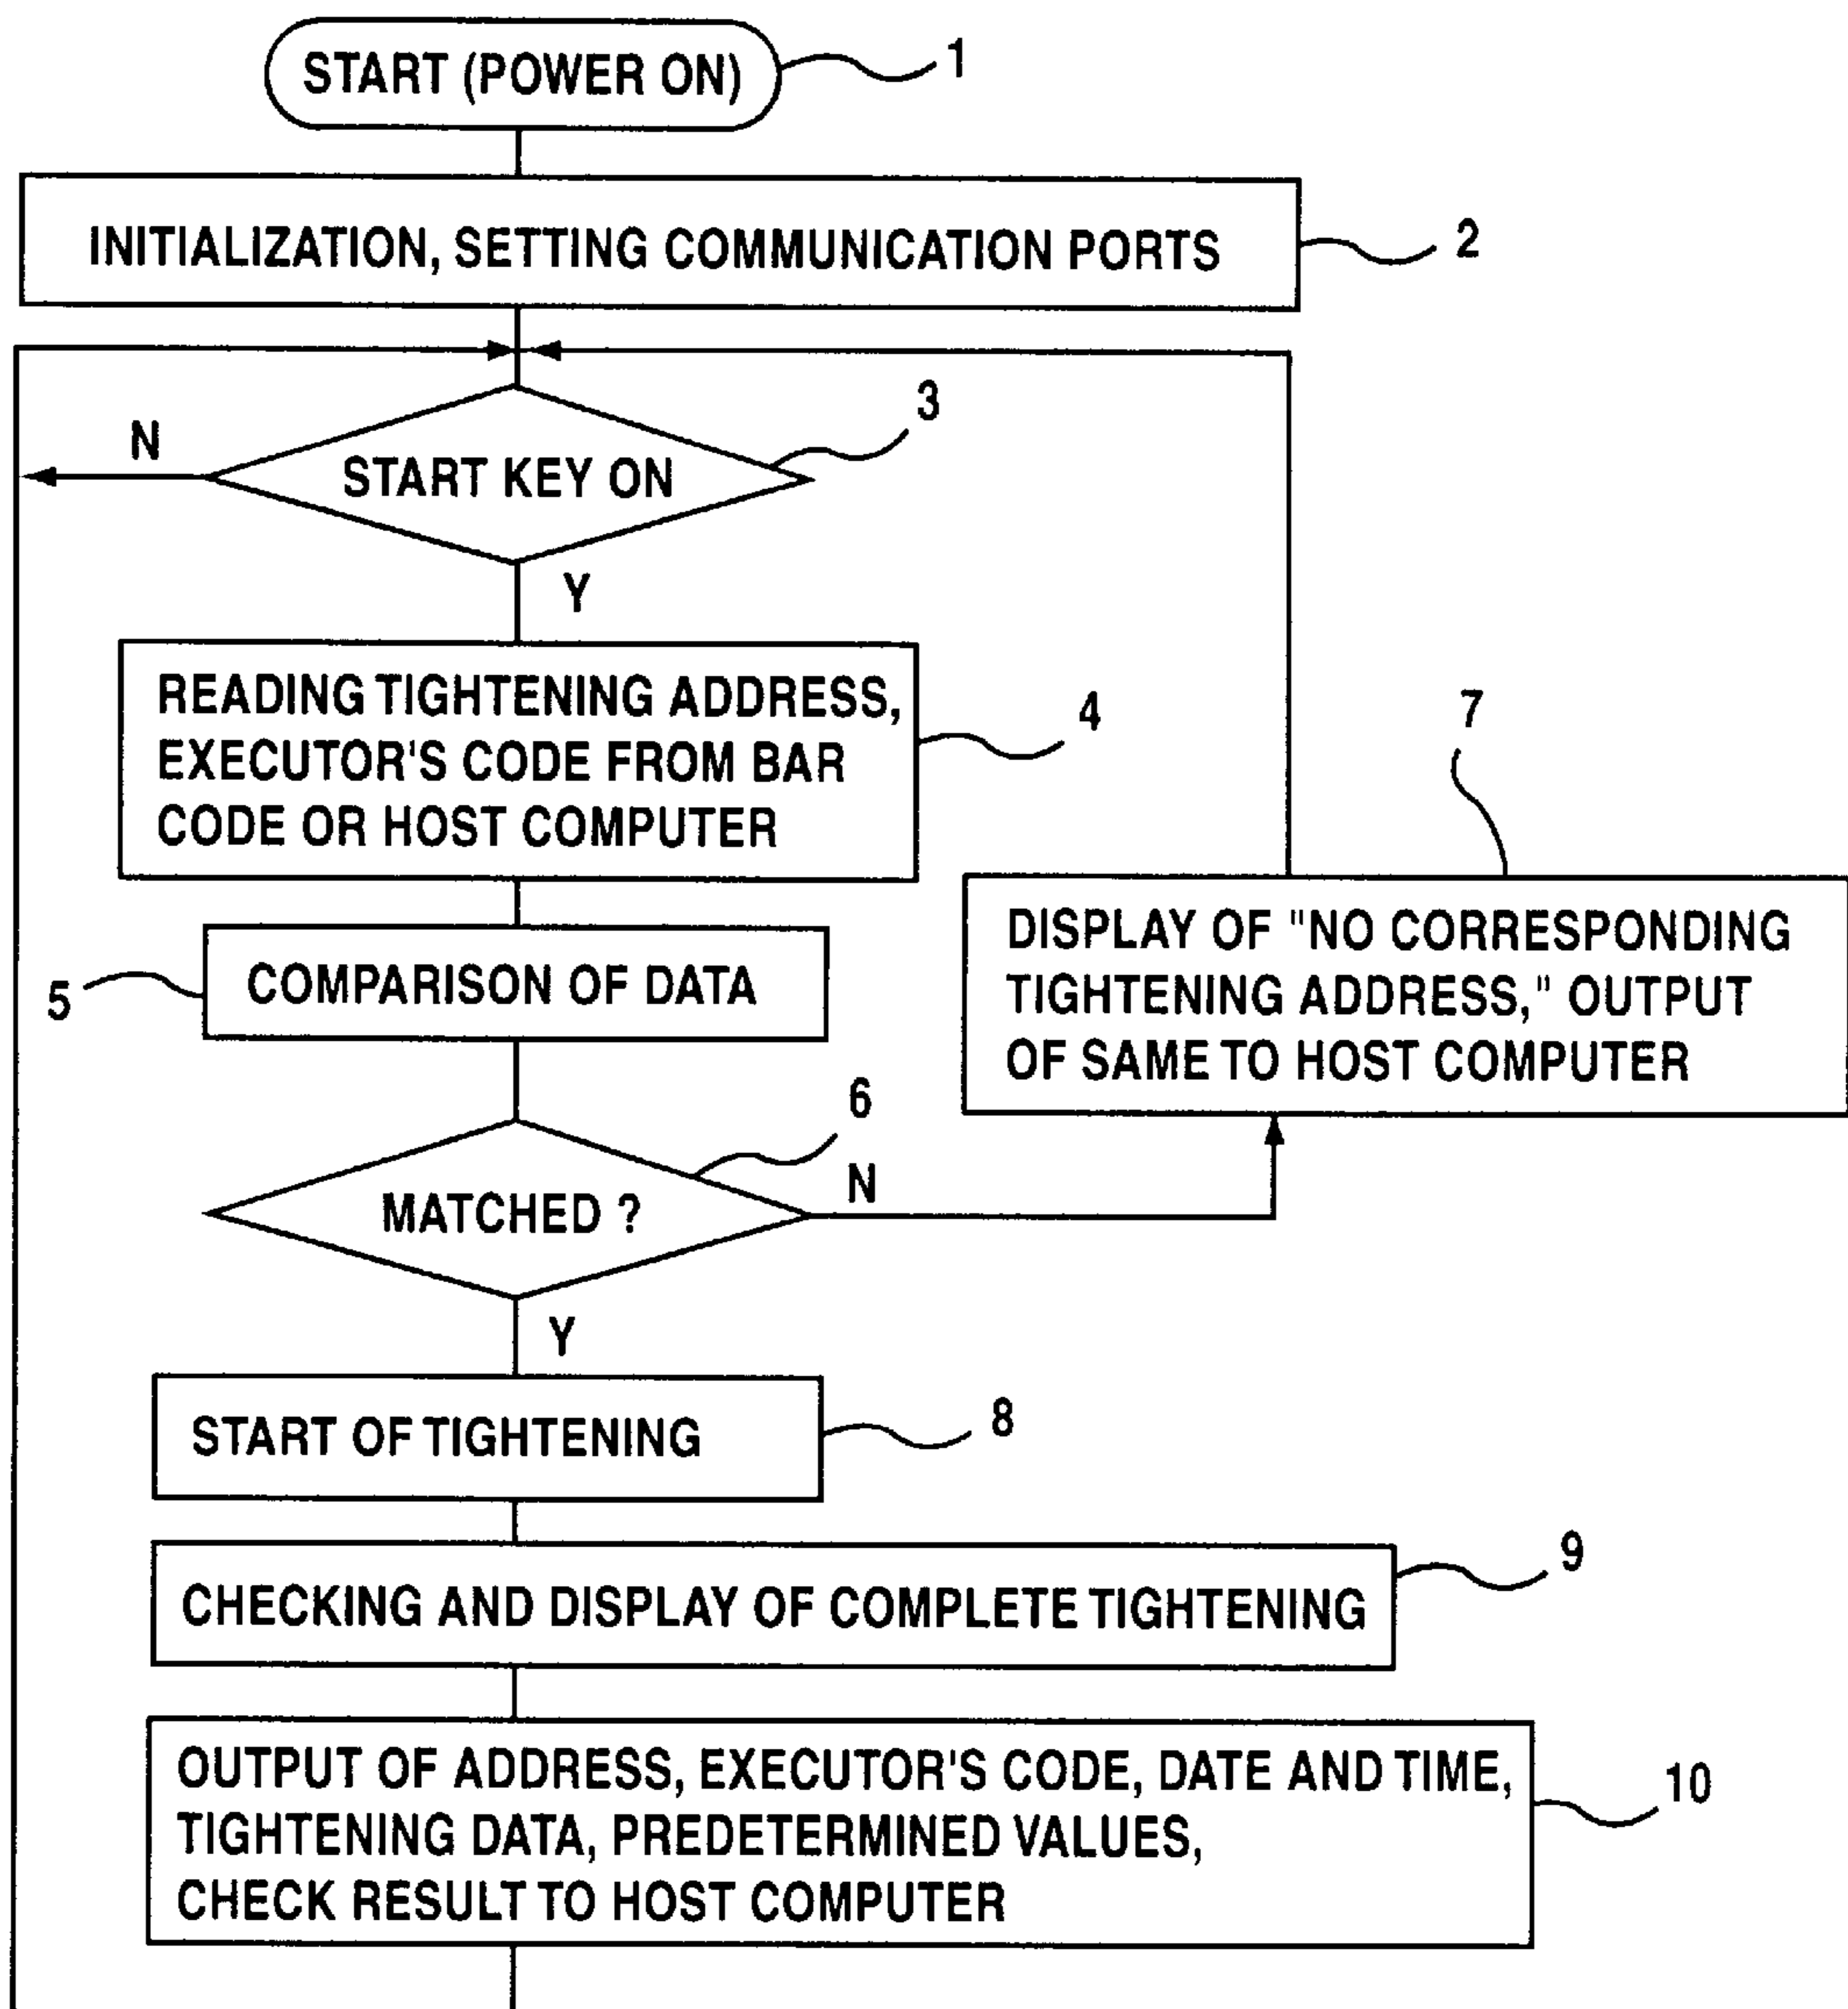 START (POWER ON)
1
INITIALIZATION, SETTING COMMUNICATION PORTS
2
3
N
START KEY ON
Y
READING TIGHTENING ADDRESS,
EXECUTOR'S CODE FROM BAR
CODE OR HOST COMPUTER
4
7
DISPLAY OF "NO CORRESPONDING
TIGHTENING ADDRESS," OUTPUT
OF SAME TO HOST COMPUTER
5
COMPARISON OF DATA
6
MATCHED ?
N
Y
START OF TIGHTENING
8
CHECKING AND DISPLAY OF COMPLETE TIGHTENING
9
OUTPUT OF ADDRESS, EXECUTOR'S CODE, DATE AND TIME,
TIGHTENING DATA, PREDETERMINED VALUES,
CHECK RESULT TO HOST COMPUTER
10